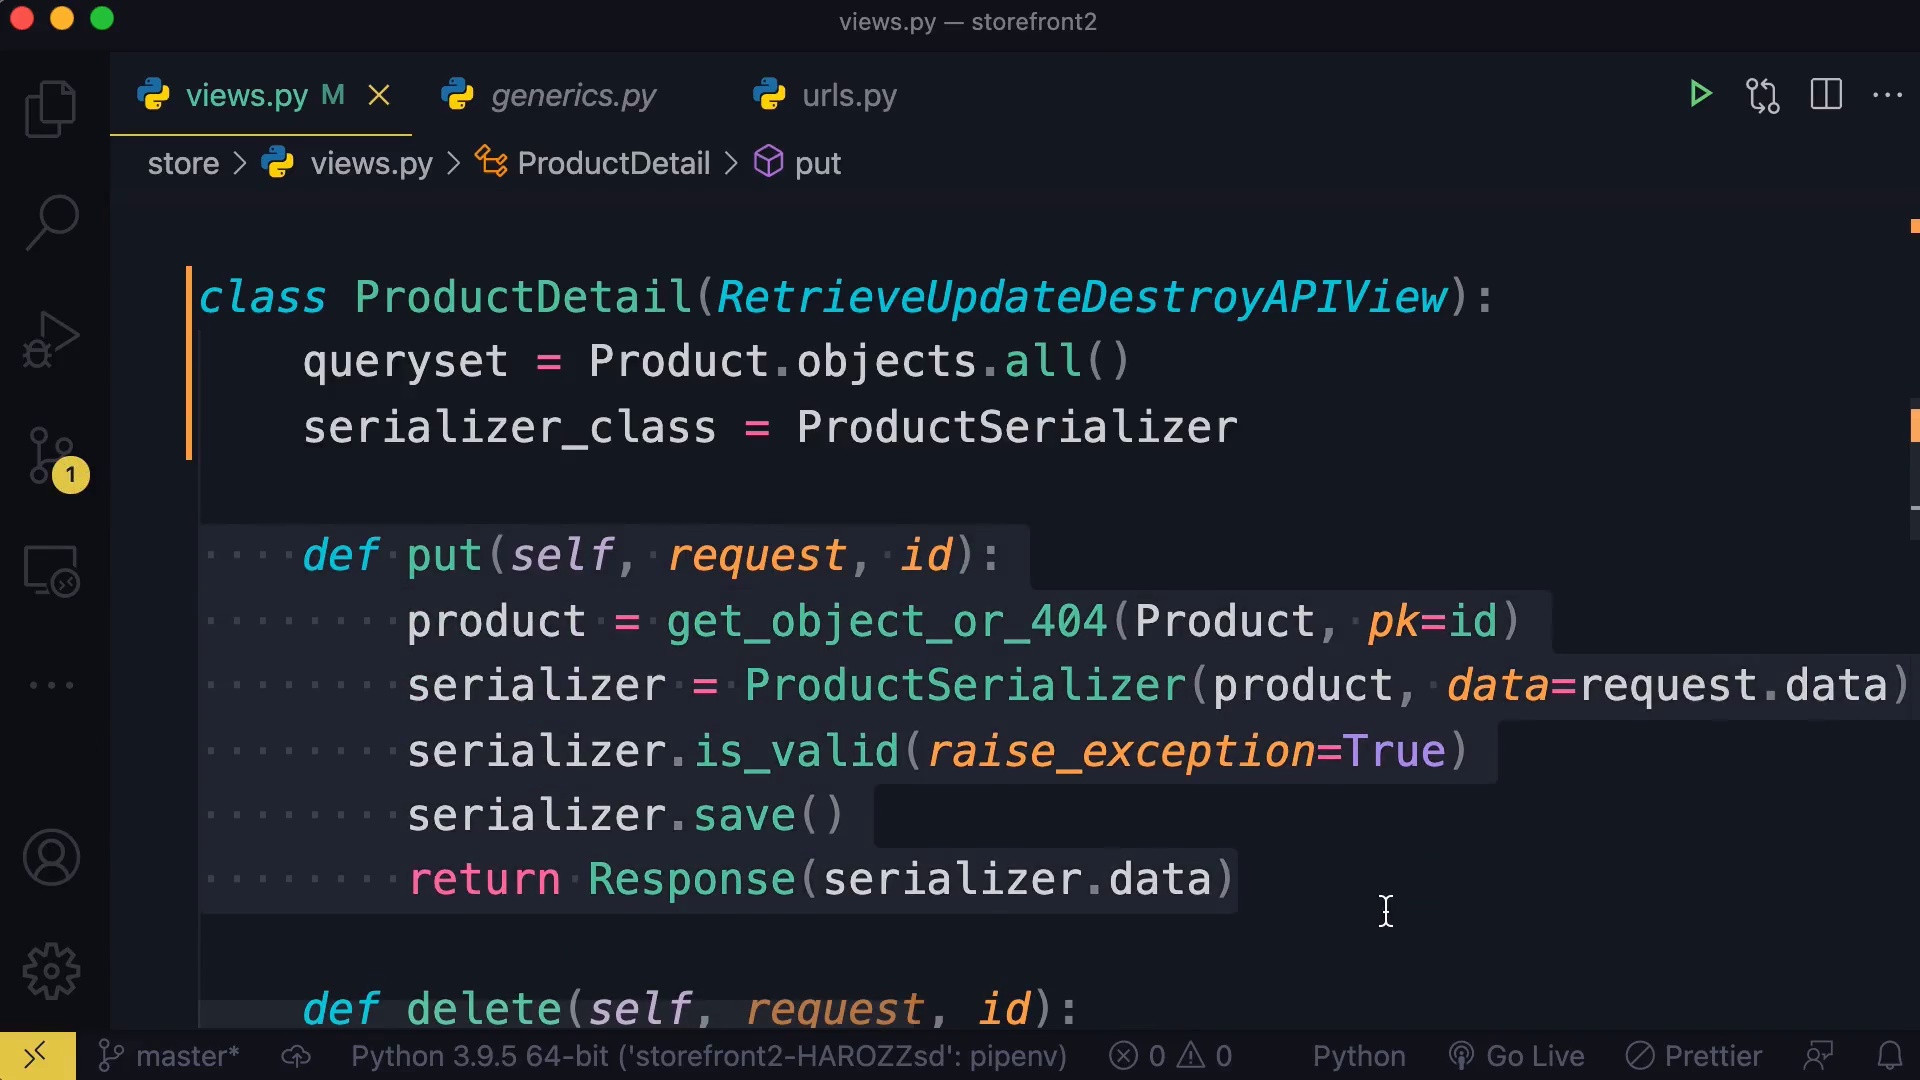 views.py — storefront2
views.py M generics.py urls.py
store > views.py > ProductDetail > put
class ProductDetail(RetrieveUpdateDestroyAPIView):
    queryset = Product.objects.all()
    serializer_class = ProductSerializer
    def put(self, request, id):
        product = get_object_or_404(Product, pk=id)
        serializer = ProductSerializer(product, data=request.data)
        serializer.is_valid(raise_exception=True)
        serializer.save()
        return Response(serializer.data)
    def delete(self, request, id):
1
master* Python 3.9.5 64-bit ('storefront2-HAROZZsd': pipenv) 0 0 Python Go Live Prettier